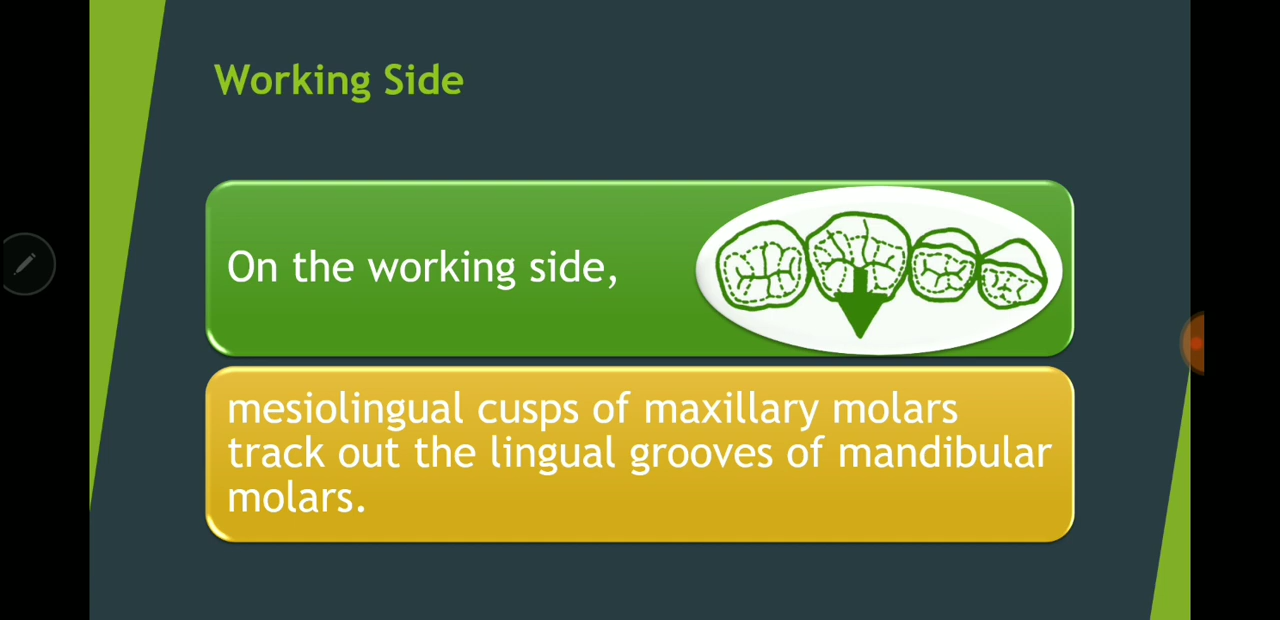 Working Side
On the working side,
mesiolingual cusps of maxillary molars
track out the lingual grooves of mandibular
molars.